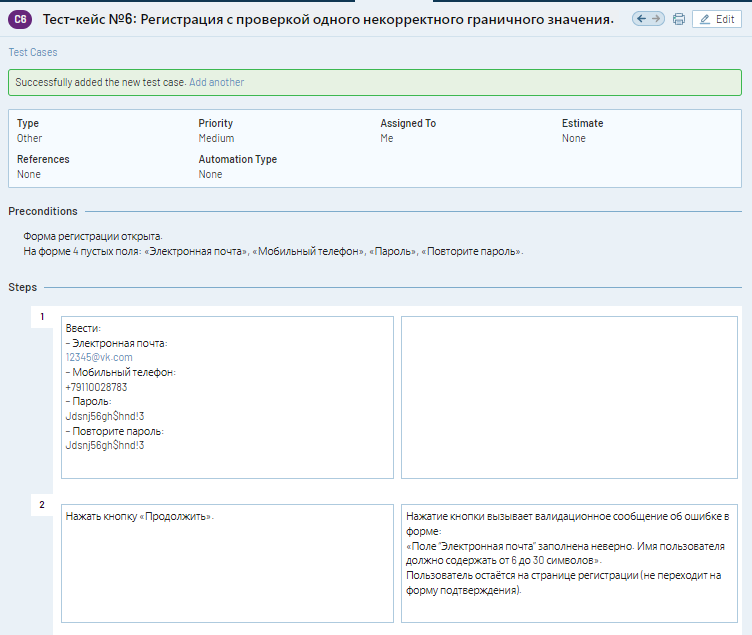 C6 Тест-кейс №6: Регистрация с проверкой одного некорректного граничного значения. Edit
Test Cases
Successfully added the new test case. Add another
Type Priority Assigned To Estimate
Other Medium Me None
References Automation Type
None None
Preconditions
Форма регистрации открыта.
На форме 4 пустых поля: «Электронная почта», «Мобильный телефон», «Пароль», «Повторите пароль».
Steps
1
Ввести:
- Электронная почта:
12345@vk.com
- Мобильный телефон:
+79110028783
- Пароль:
Jdsnj56gh$hnd!3
- Повторите пароль:
Jdsnj56gh$hnd!3
2
Нажать кнопку «Продолжить».
Нажатие кнопки вызывает валидационное сообщение об ошибке в
форме:
«Поле "Электронная почта" заполнена неверно. Имя пользователя
должно содержать от 6 до 30 символов».
Пользователь остаётся на странице регистрации (не переходит на
форму подтверждения).